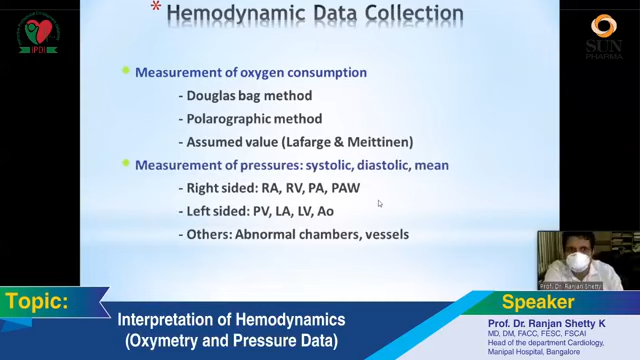 * Hemodynamic Data Collection
IPDI
SUN
PHARMA
• Measurement of oxygen consumption
- Douglas bag method
- Polarographic method
- Assumed value (Lafarge & Meittinen)
• Measurement of pressures: systolic, diastolic, mean
- Right sided: RA, RV, PA, PAW
- Left sided: PV, LA, LV, Ao
- Others: Abnormal chambers, vessels
Prof. Dr. Ranjan Shetty
Topic:
Interpretation of Hemodynamics
(Oxymetry and Pressure Data)
Speaker
Prof. Dr. Ranjan Shetty K
MD, DM, FACC, FESC, FSCAI
Head of the department Cardiology,
Manipal Hospital, Bangalore